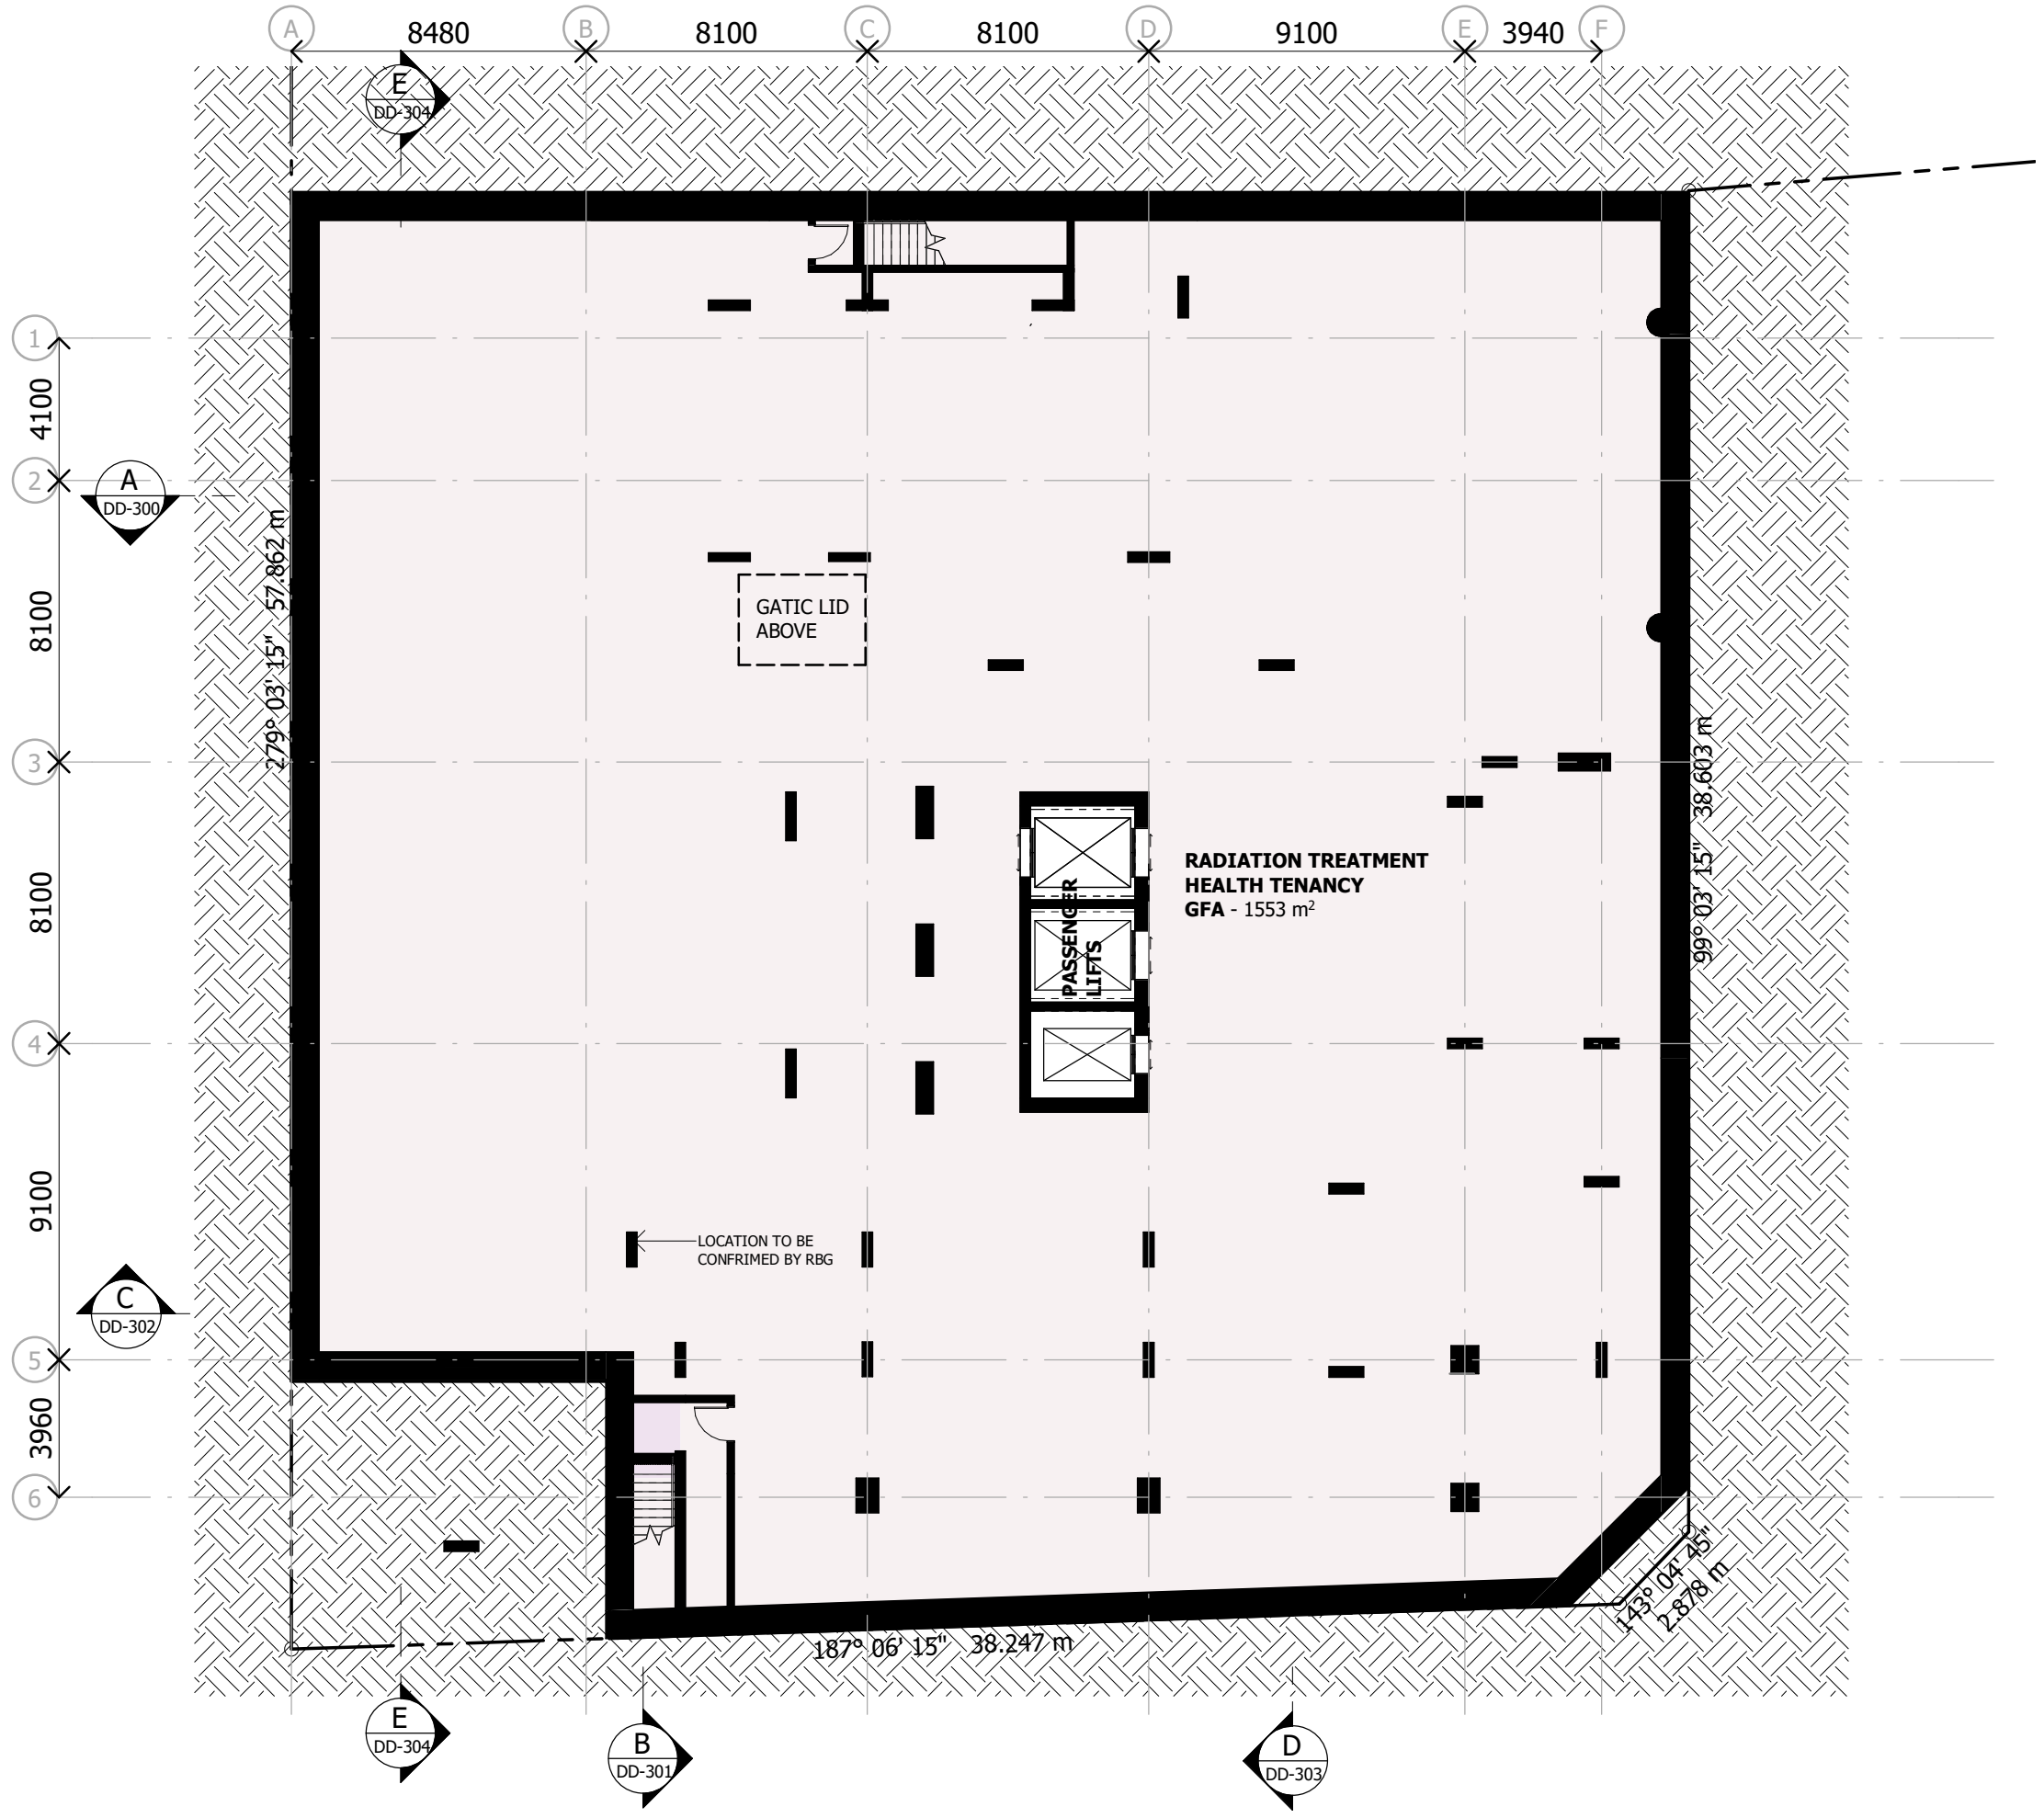 A
B
C
D
E
F
8480
8100
8100
9100
3940
E
DD-304
1
4100
2
A
DD-300
279° 03' 15" 57.862 m
8100
GATIC LID
ABOVE
3
99° 03' 15" 38.603 m
RADIATION TREATMENT
HEALTH TENANCY
GFA - 1553 m²
PASSENGER
LIFTS
8100
4
9100
LOCATION TO BE
CONFRIMED BY RBG
C
DD-302
5
3960
6
143° 04' 45"
2.878 m
187° 06' 15" 38.247 m
E
DD-304
B
DD-301
D
DD-303